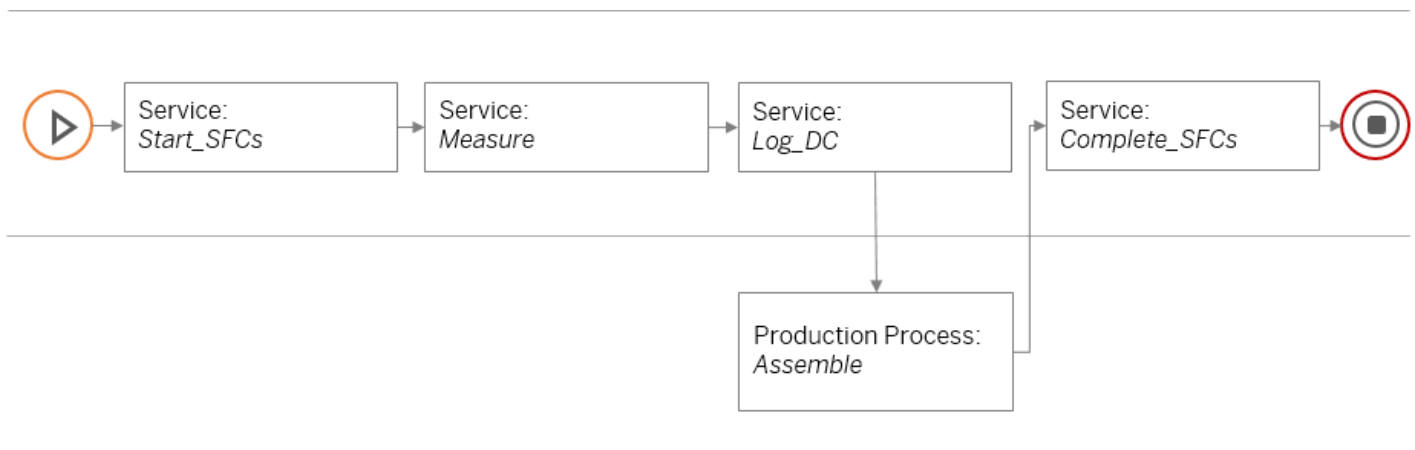 Service:
Start_SFCs
Service:
Measure
Service:
Log_DC
Service:
Complete_SFCs
Production Process:
Assemble